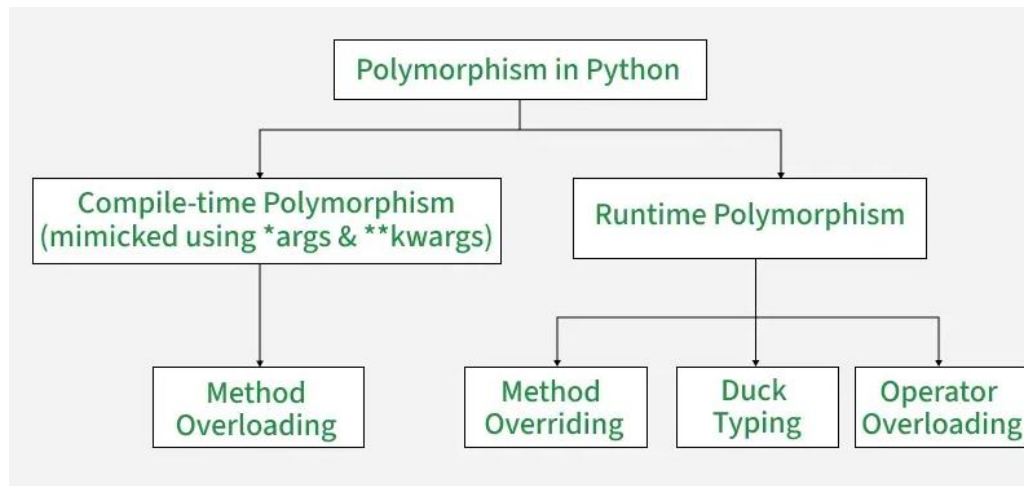 Polymorphism in Python
Compile-time Polymorphism
(mimicked using *args & **kwargs)
Runtime Polymorphism
Method
Overloading
Method
Overriding
Duck
Typing
Operator
Overloading